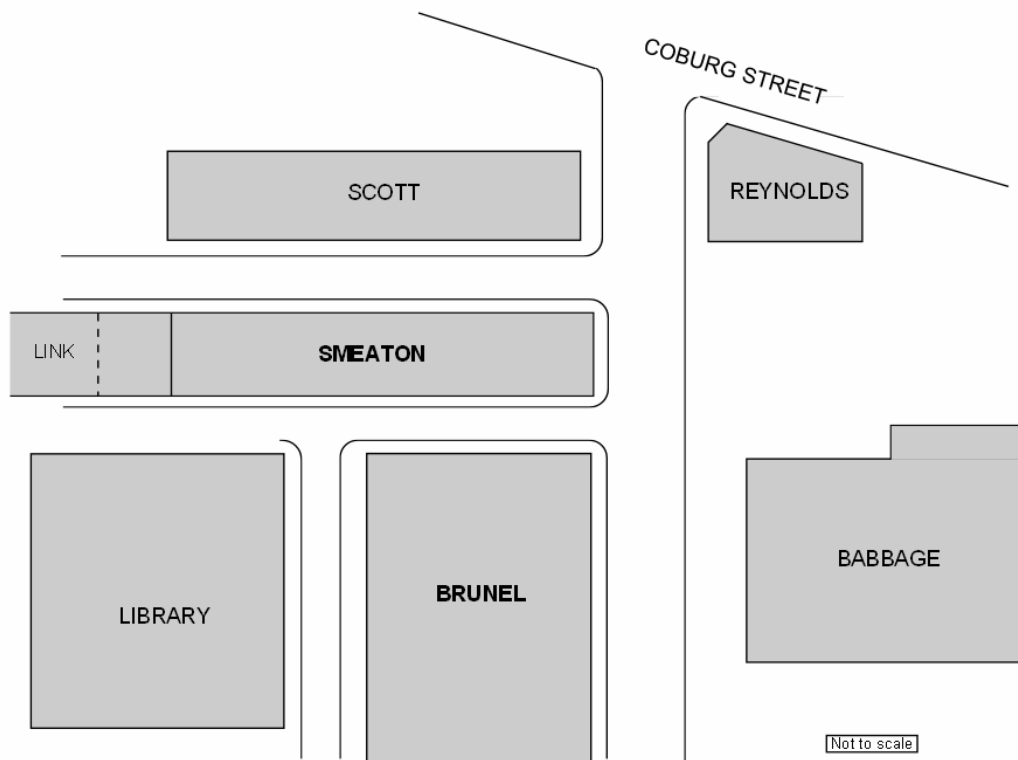 COBURG STREET
SCOTT
REYNOLDS
LINK
SMEATON
BABBAGE
BRUNEL
LIBRARY
Not to scale